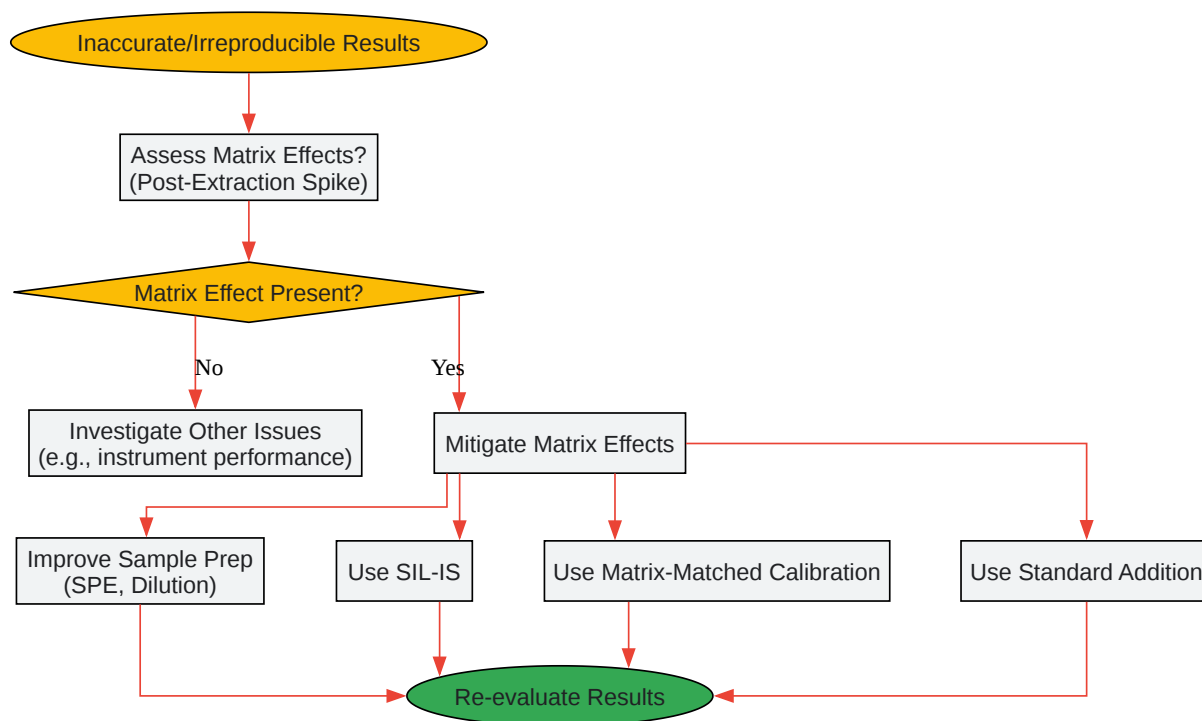 Inaccurate/Irreproducible Results
Assess Matrix Effects?
(Post-Extraction Spike)
Matrix Effect Present?
No
Yes
Investigate Other Issues
(e.g., instrument performance)
Mitigate Matrix Effects
Improve Sample Prep
(SPE, Dilution)
Use SIL-IS
Use Matrix-Matched Calibration
Use Standard Addition
Re-evaluate Results